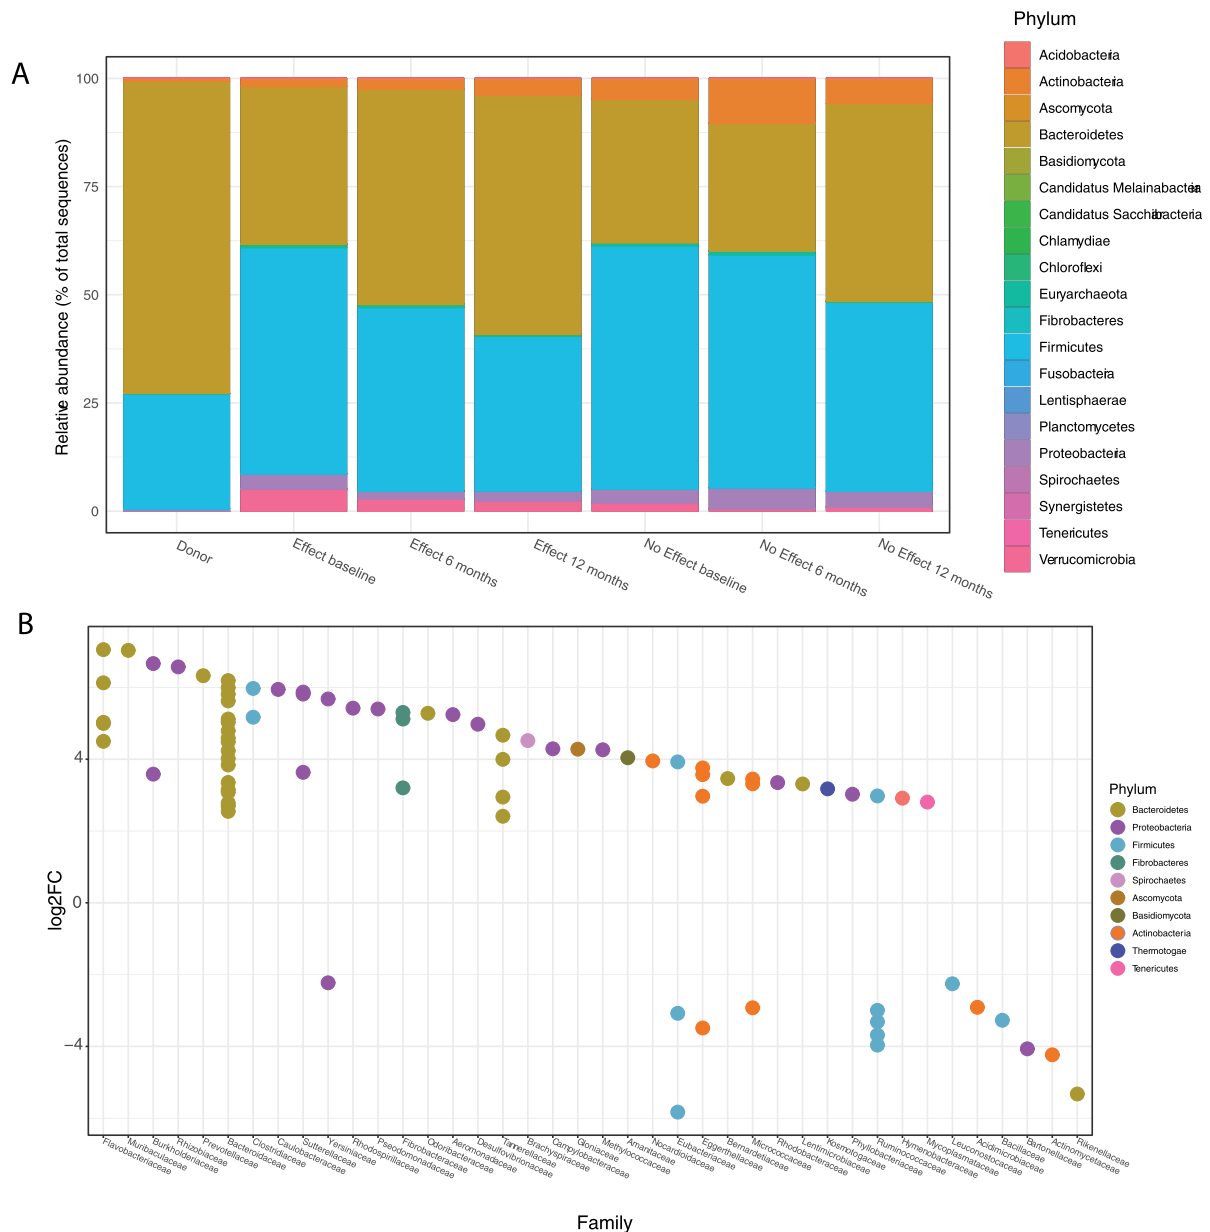 A
Phylum
Acidobacteria
Actinobacteria
Ascomycota
Bacteroidetes
Basidiomycota
Candidatus Melainabacteria
Candidatus Saccharibacteria
Chlamydiae
Chloroflexi
Euryarchaeota
Fibrobacteres
Firmicutes
Fusobacteria
Lentisphaerae
Planctomycetes
Proteobacteria
Spirochaetes
Synergistetes
Tenericutes
Verrucomicrobia
Relative abundance (% of total sequences)
100
75
50
25
0
Donor
Effect baseline
Effect 6 months
Effect 12 months
No Effect baseline
No Effect 6 months
No Effect 12 months
B
log2FC
4
0
−4
Flavobacteriaceae
Muribaculaceae
Burkholderiaceae
Rhizobiaceae
Prevotellaceae
Bacteroidaceae
Clostridiaceae
Caulobacteraceae
Sutterellaceae
Yersiniaceae
Rhodospirillaceae
Pseudomonadaceae
Fibrobacteraceae
Odoribacteraceae
Aeromonadaceae
Desulfovibrionaceae
Tannerellaceae
Brachyspiraceae
Campylobacteraceae
Gloniaceae
Methylococcaceae
Amanitaceae
Nocardioidaceae
Eubacteriaceae
Eggerthellaceae
Bernardetiaceae
Micrococcaceae
Rhodobacteraceae
Lentimicrobiaceae
Kosmotogaceae
Phyllobacteriaceae
Ruminococcaceae
Hymenobacteraceae
Mycoplasmataceae
Leuconostocaceae
Acidimicrobiaceae
Bacillaceae
Bartonellaceae
Actinomycetaceae
Rikenellaceae
Family
Phylum
Bacteroidetes
Proteobacteria
Firmicutes
Fibrobacteres
Spirochaetes
Ascomycota
Basidiomycota
Actinobacteria
Thermotogae
Tenericutes